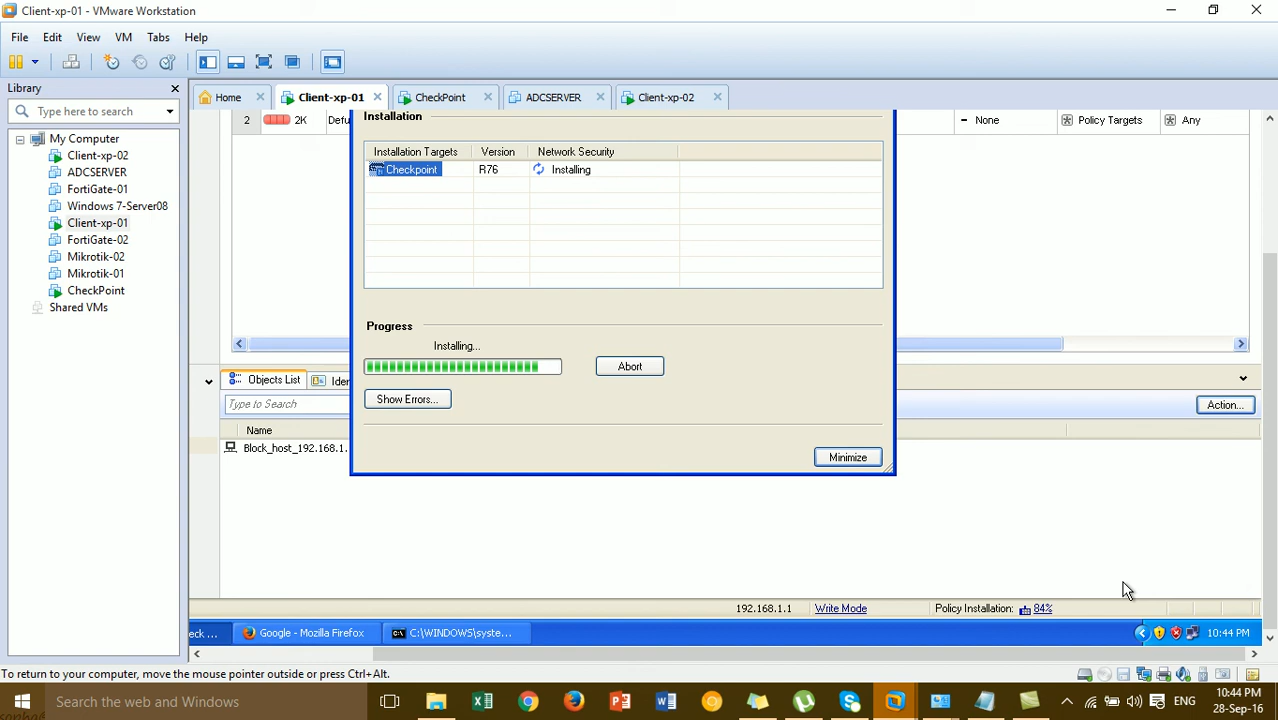 Client-xp-01 - VMware Workstation
File Edit View VM Tabs Help
Library
Type here to search
My Computer
Client-xp-02
ADCSERVER
FortiGate-01
Windows 7-Server08
Client-xp-01
FortiGate-02
Mikrotik-02
Mikrotik-01
CheckPoint
Shared VMs
Home Client-xp-01 CheckPoint ADCSERVER Client-xp-02
2 2K Defu None Policy Targets Any
Installation
Installation Targets Version Network Security
Checkpoint R76 Installing
Progress
Installing...
Abort
Show Errors...
Minimize
Objects List Iden
Type to Search
Action...
Name
Block_host_192.168.1.
192.168.1.1 Write Mode Policy Installation: 84%
eck ... Google - Mozilla Firefox C:\WINDOWS\syste... 10:44 PM
To return to your computer, move the mouse pointer outside or press Ctrl+Alt.
Search the web and Windows
ENG
10:44 PM
28-Sep-16